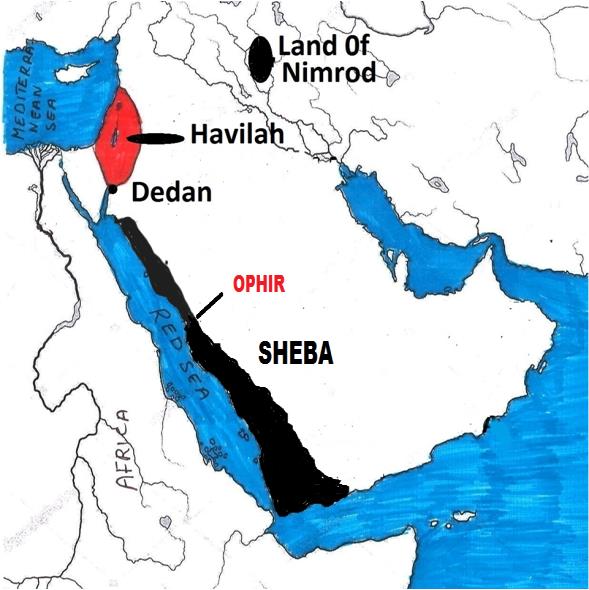 Land Of
Nimrod
MEDITERRA
NEAN
SEA
Havilah
Dedan
OPHIR
RED SEA
SHEBA
AFRICA